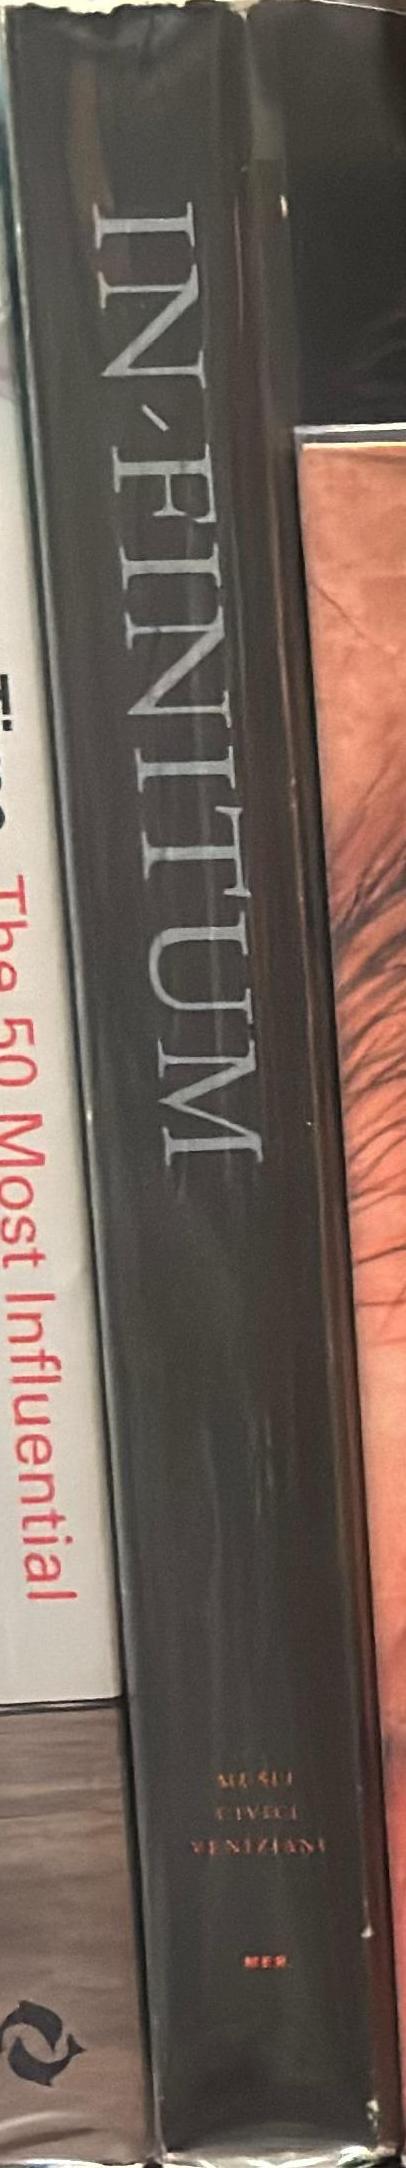 IN-FINITUM
MUSEI
CIVICI
VENEZIANI
MER.
The 50 Most Influential